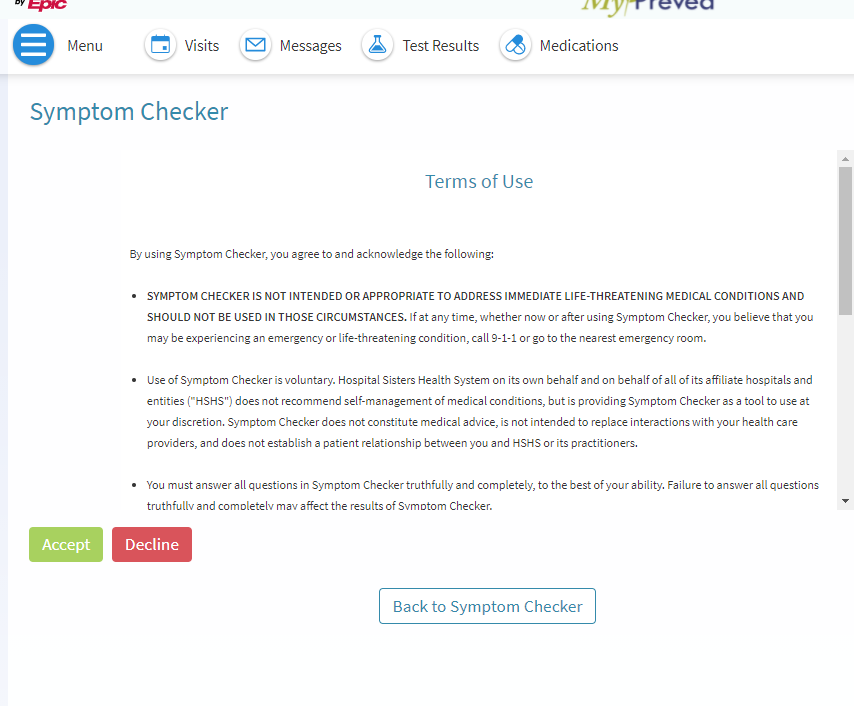 by Epic
MyPrevea
Menu
Visits
Messages
Test Results
Medications
Symptom Checker
Terms of Use
By using Symptom Checker, you agree to and acknowledge the following:
• SYMPTOM CHECKER IS NOT INTENDED OR APPROPRIATE TO ADDRESS IMMEDIATE LIFE-THREATENING MEDICAL CONDITIONS AND
SHOULD NOT BE USED IN THOSE CIRCUMSTANCES. If at any time, whether now or after using Symptom Checker, you believe that you
may be experiencing an emergency or life-threatening condition, call 9-1-1 or go to the nearest emergency room.
• Use of Symptom Checker is voluntary. Hospital Sisters Health System on its own behalf and on behalf of all of its affiliate hospitals and
entities ("HSHS") does not recommend self-management of medical conditions, but is providing Symptom Checker as a tool to use at
your discretion. Symptom Checker does not constitute medical advice, is not intended to replace interactions with your health care
providers, and does not establish a patient relationship between you and HSHS or its practitioners.
• You must answer all questions in Symptom Checker truthfully and completely, to the best of your ability. Failure to answer all questions
truthfully and completely may affect the results of Symptom Checker.
Accept
Decline
Back to Symptom Checker